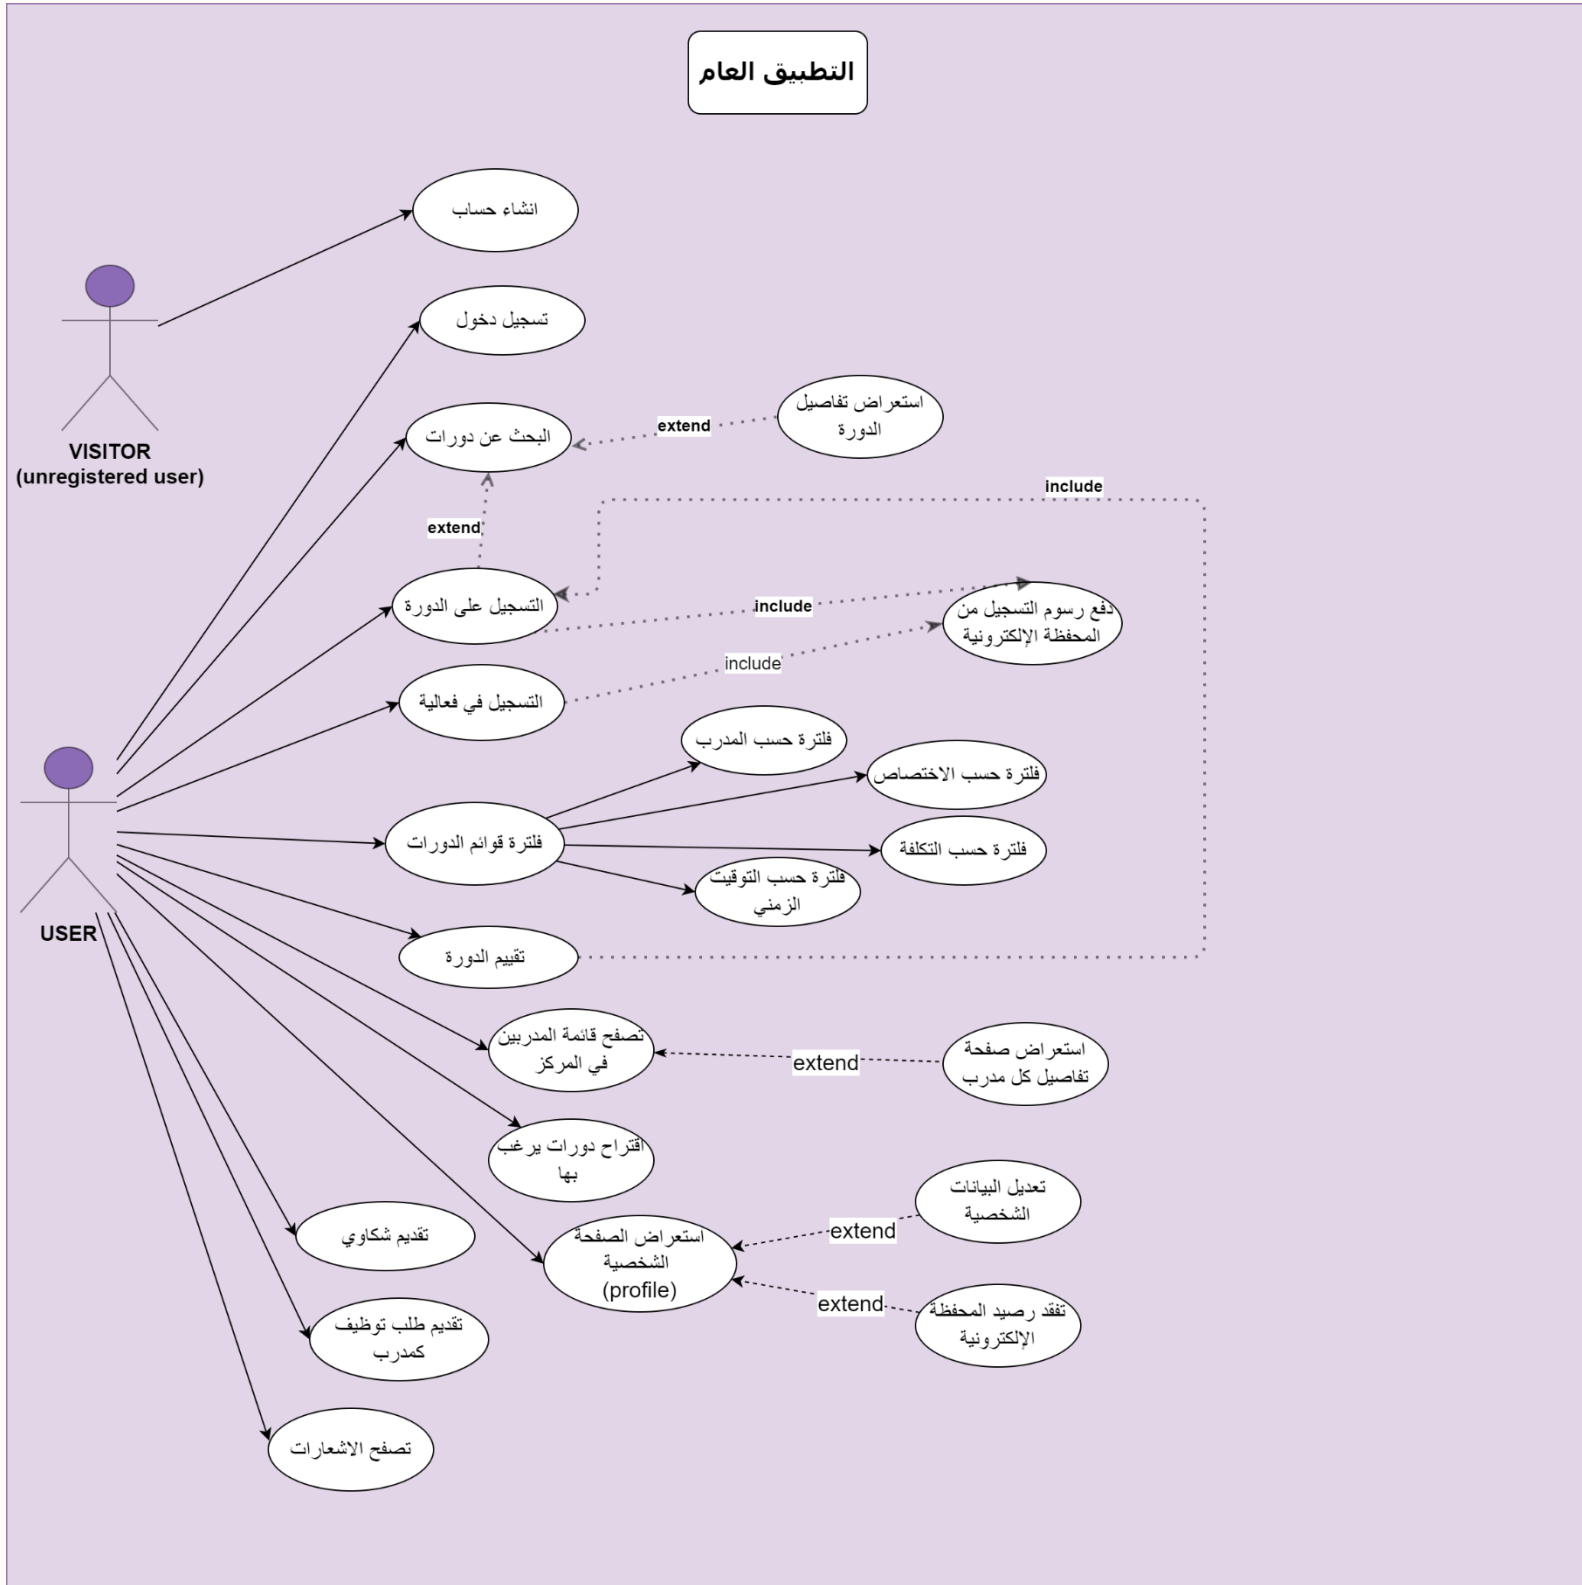 التطبيق العام
انشاء حساب
تسجيل دخول
استعراض تفاصيل
الدورة
extend
البحث عن دورات
VISITOR
(unregistered user)
include
extend
التسجيل على الدورة
include
دفع رسوم التسجيل من
المحفظة الإلكترونية
include
التسجيل في فعالية
فلترة حسب المدرب
فلترة حسب الاختصاص
فلترة قوائم الدورات
فلترة حسب التكلفة
فلترة حسب التوقيت
الزمني
USER
تقييم الدورة
تصفح قائمة المدربين
في المركز
extend
استعراض صفحة
تفاصيل كل مدرب
اقتراح دورات يرغب
بها
تعديل البيانات
الشخصية
extend
تقديم شكاوي
استعراض الصفحة
الشخصية
(profile)
extend
تفقد رصيد المحفظة
الإلكترونية
تقديم طلب توظيف
كمدرب
تصفح الاشعارات